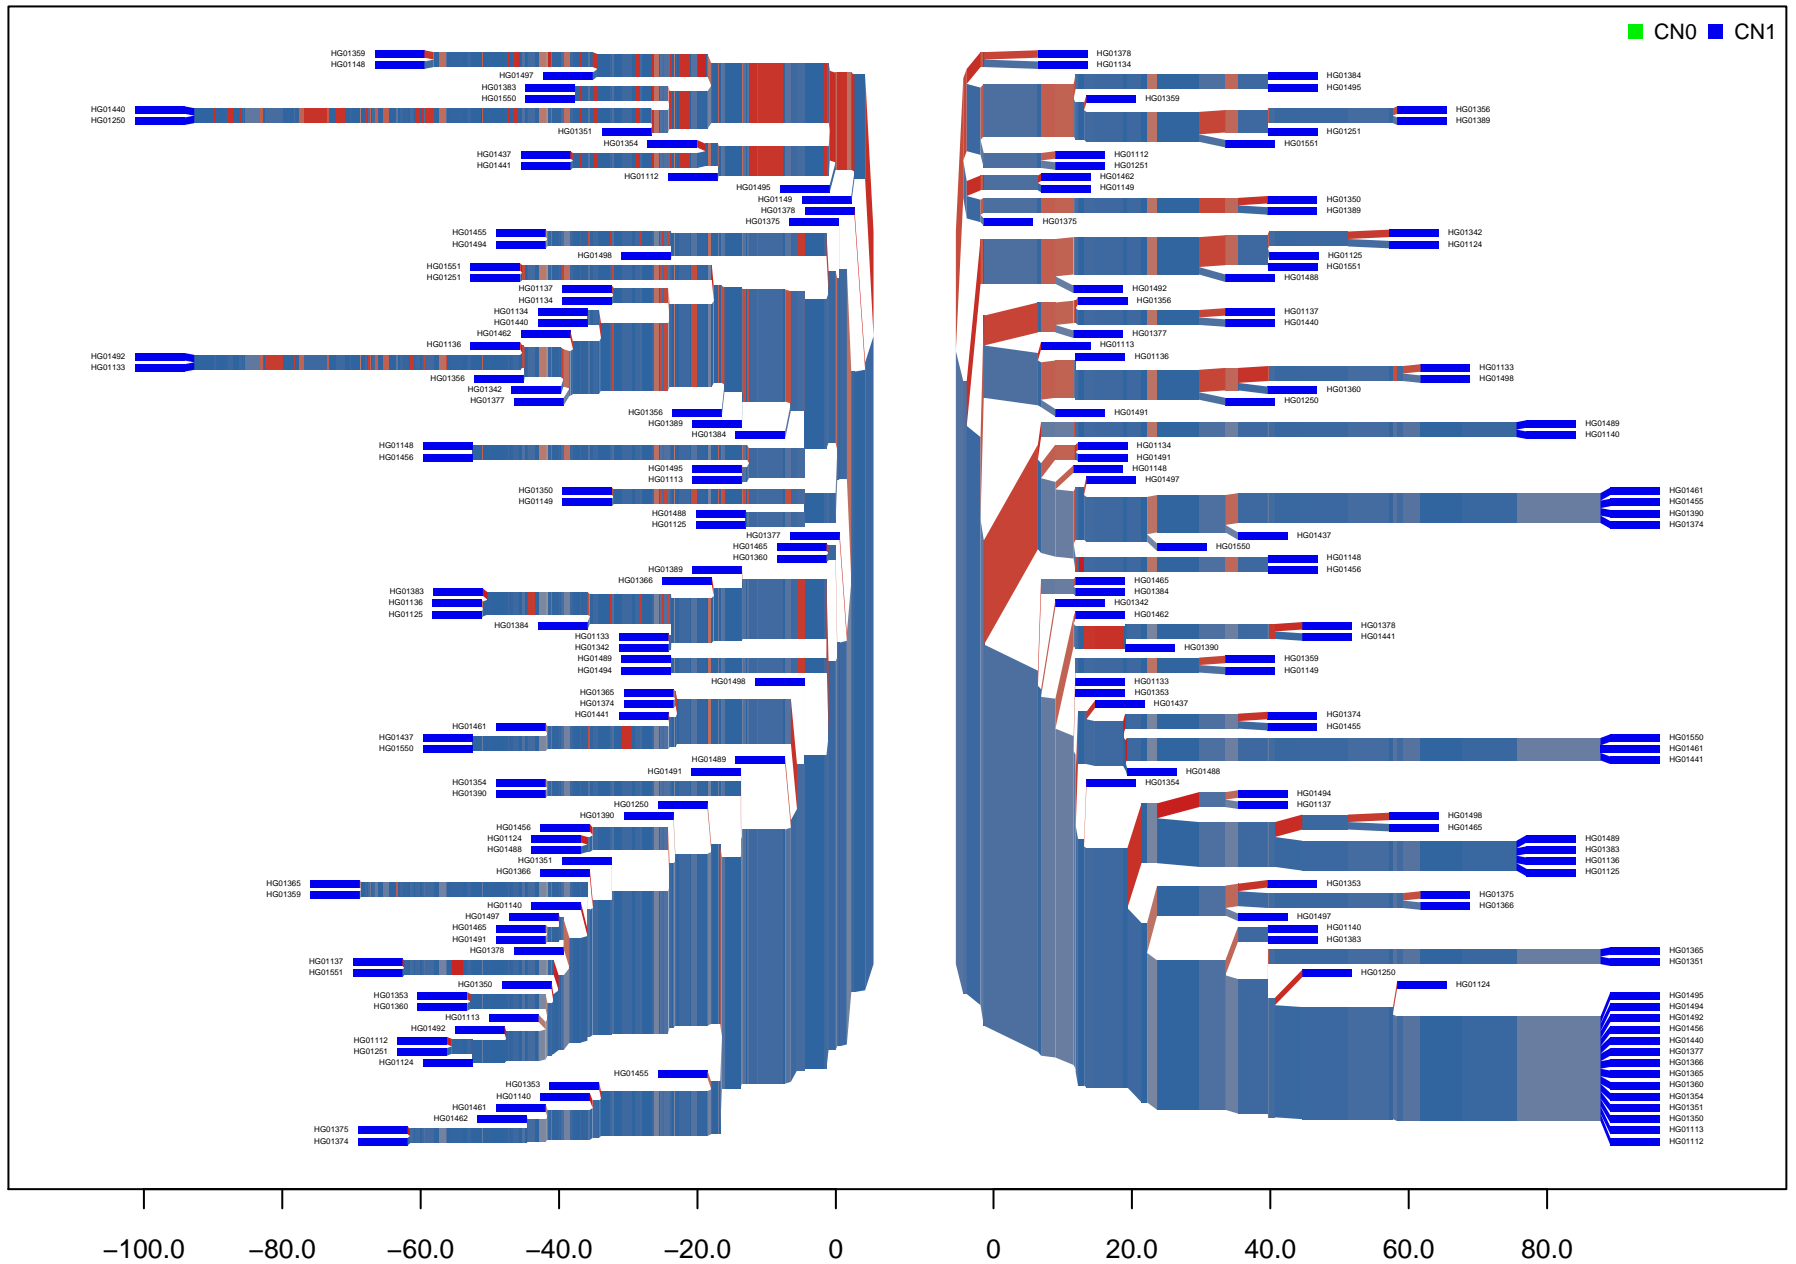 CN0 CN1
HG01359
HG01148
HG01497
HG01383
HG01550
HG01440
HG01250
HG01351
HG01354
HG01437
HG01441
HG01112
HG01495
HG01149
HG01378
HG01375
HG01455
HG01494
HG01498
HG01551
HG01251
HG01137
HG01134
HG01134
HG01440
HG01462
HG01136
HG01492
HG01133
HG01356
HG01342
HG01377
HG01356
HG01389
HG01384
HG01148
HG01456
HG01495
HG01113
HG01350
HG01149
HG01488
HG01125
HG01377
HG01465
HG01360
HG01389
HG01366
HG01383
HG01136
HG01125
HG01384
HG01133
HG01342
HG01489
HG01494
HG01498
HG01365
HG01374
HG01441
HG01461
HG01437
HG01550
HG01489
HG01491
HG01354
HG01390
HG01250
HG01390
HG01456
HG01124
HG01488
HG01351
HG01366
HG01365
HG01359
HG01140
HG01497
HG01465
HG01491
HG01378
HG01137
HG01551
HG01350
HG01353
HG01360
HG01113
HG01492
HG01112
HG01251
HG01124
HG01455
HG01353
HG01140
HG01461
HG01462
HG01375
HG01374
HG01378
HG01134
HG01384
HG01495
HG01359
HG01356
HG01389
HG01251
HG01551
HG01112
HG01251
HG01462
HG01149
HG01350
HG01389
HG01375
HG01342
HG01124
HG01125
HG01551
HG01488
HG01492
HG01356
HG01137
HG01440
HG01377
HG01113
HG01136
HG01133
HG01498
HG01360
HG01250
HG01491
HG01489
HG01140
HG01134
HG01491
HG01148
HG01497
HG01461
HG01455
HG01390
HG01374
HG01437
HG01550
HG01148
HG01456
HG01465
HG01384
HG01342
HG01462
HG01378
HG01441
HG01390
HG01359
HG01149
HG01133
HG01353
HG01437
HG01374
HG01455
HG01550
HG01461
HG01441
HG01488
HG01354
HG01494
HG01137
HG01498
HG01465
HG01489
HG01383
HG01136
HG01125
HG01353
HG01375
HG01366
HG01497
HG01140
HG01383
HG01365
HG01351
HG01250
HG01124
HG01495
HG01494
HG01492
HG01456
HG01440
HG01377
HG01366
HG01365
HG01360
HG01354
HG01351
HG01350
HG01113
HG01112
−100.0 −80.0 −60.0 −40.0 −20.0 0 0 20.0 40.0 60.0 80.0